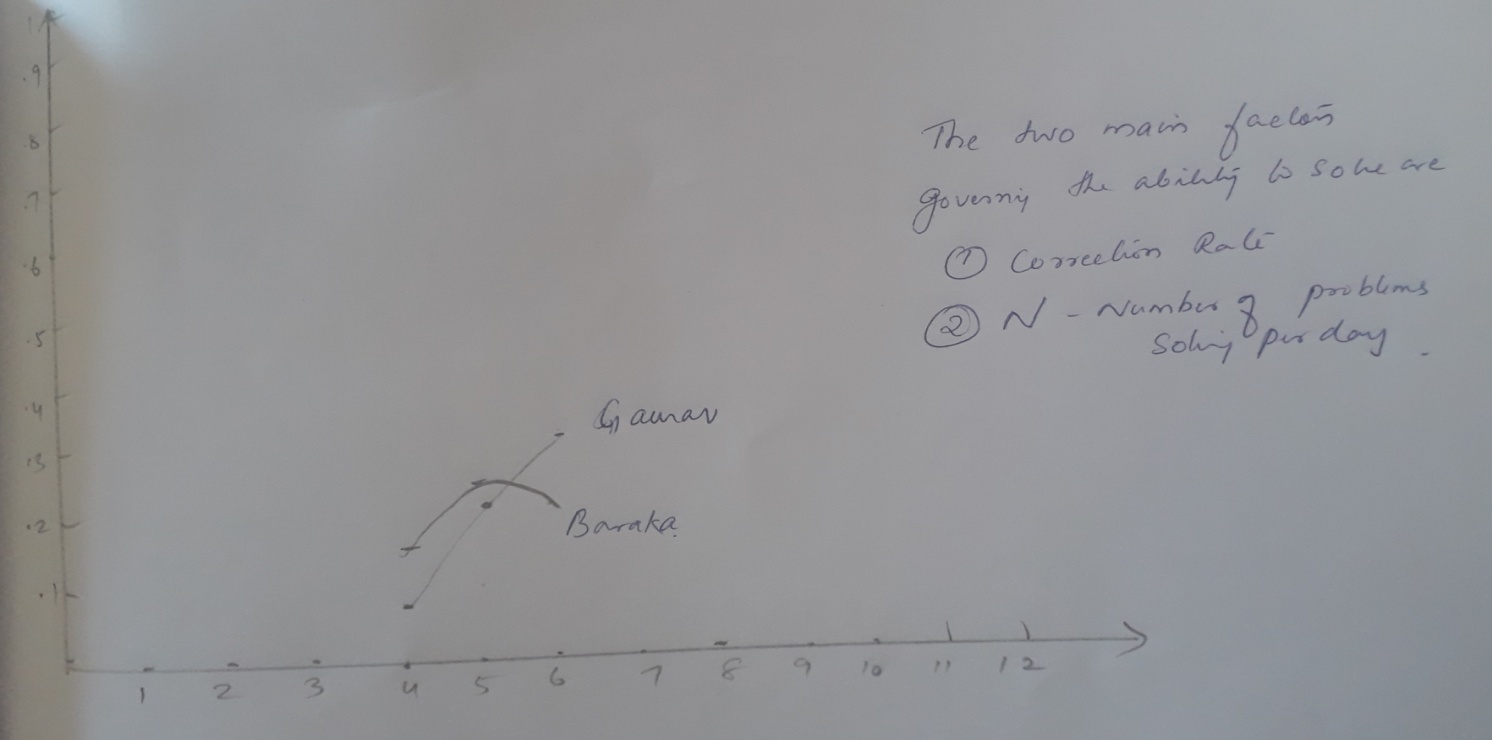 1
.9
.8
.7
.6
.5
.4
.3
.2
.1
The two main factors
governing the ability to solve are
① Correction Rate
② N - Number of problems
Solving per day.
Gaurav
Baraka.
1 2 3 4 5 6 7 8 9 10 11 12